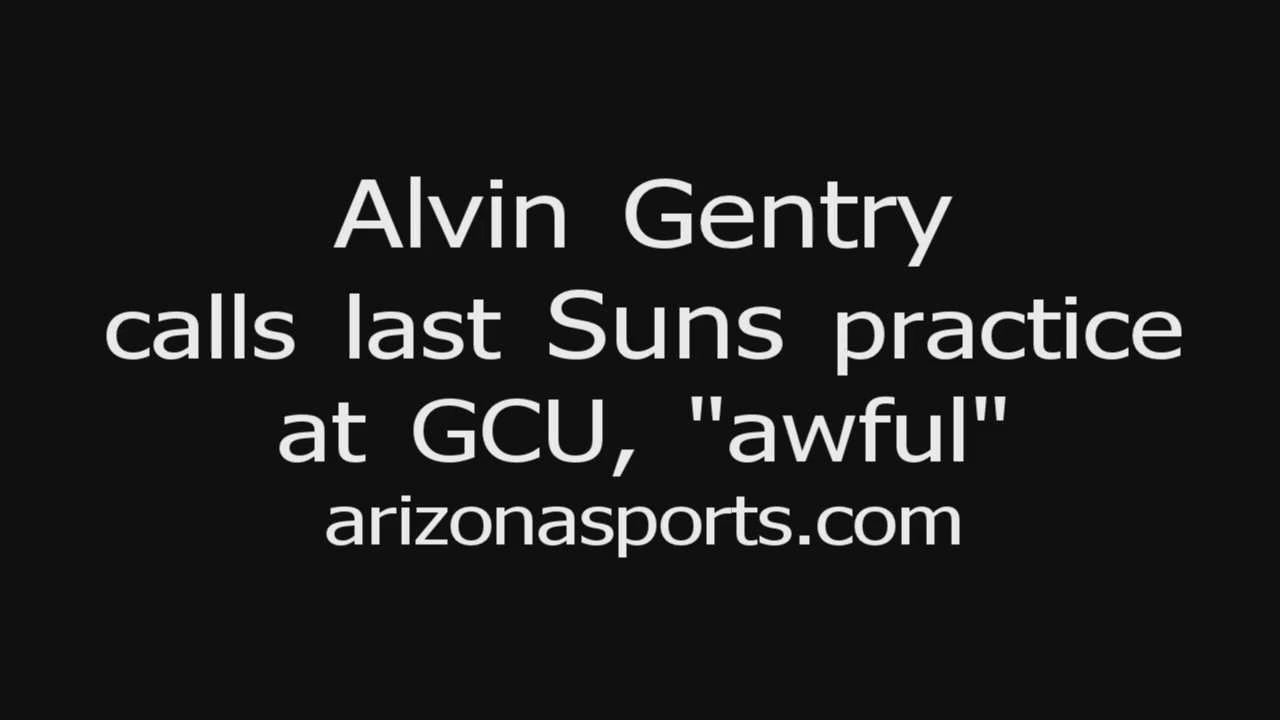 Alvin Gentry
calls last Suns practice
at GCU, "awful"
arizonasports.com